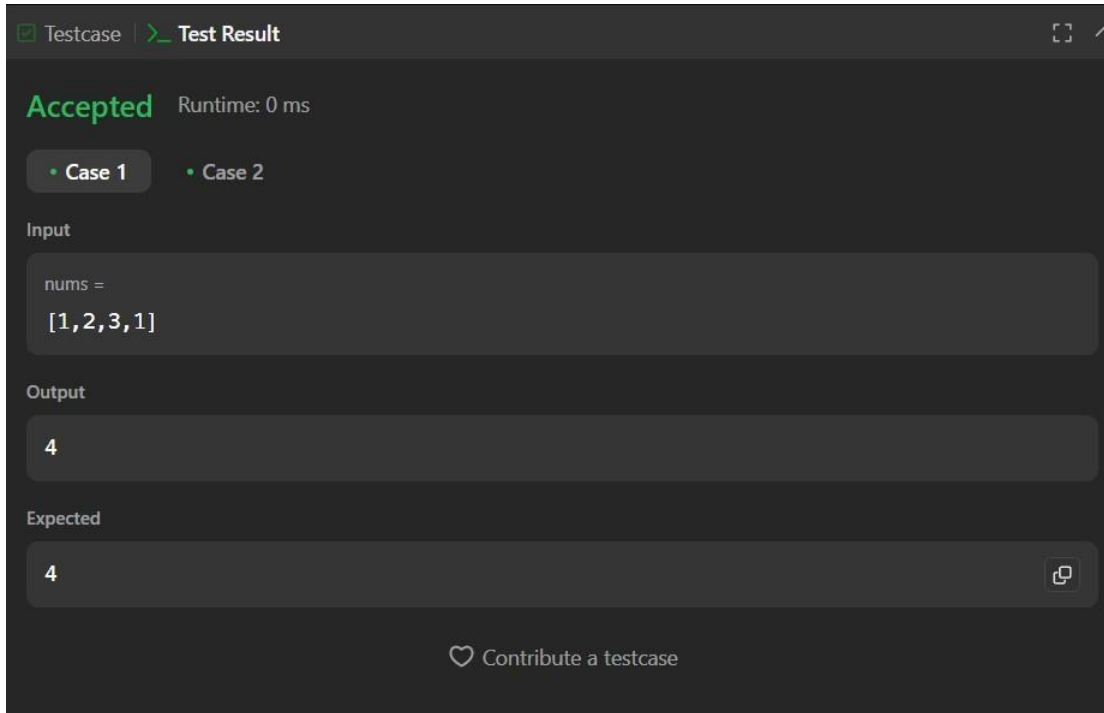 Testcase | >_ Test Result
Accepted Runtime: 0 ms
• Case 1 • Case 2
Input
nums =
[1,2,3,1]
Output
4
Expected
4
Contribute a testcase